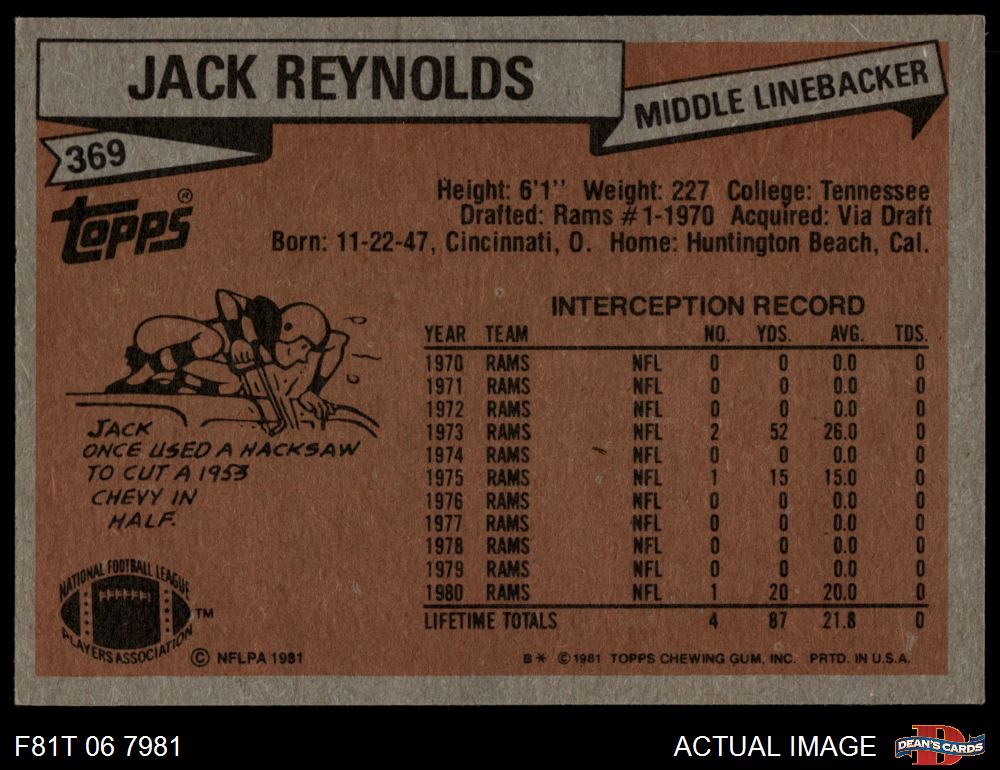 JACK REYNOLDS
MIDDLE LINEBACKER
369
TOPPS®
Height: 6'1'' Weight: 227 College: Tennessee
Drafted: Rams #1-1970 Acquired: Via Draft
Born: 11-22-47, Cincinnati, O. Home: Huntington Beach, Cal.
JACK
ONCE USED A HACKSAW
TO CUT A 1953
CHEVY IN
HALF.
INTERCEPTION RECORD
YEAR TEAM NO. YDS. AVG. TDS.
1970 RAMS NFL 0 0 0.0 0
1971 RAMS NFL 0 0 0.0 0
1972 RAMS NFL 0 0 0.0 0
1973 RAMS NFL 2 52 26.0 0
1974 RAMS NFL 0 0 0.0 0
1975 RAMS NFL 1 15 15.0 0
1976 RAMS NFL 0 0 0.0 0
1977 RAMS NFL 0 0 0.0 0
1978 RAMS NFL 0 0 0.0 0
1979 RAMS NFL 0 0 0.0 0
1980 RAMS NFL 1 20 20.0 0
LIFETIME TOTALS 4 87 21.8 0
NATIONAL FOOTBALL LEAGUE
PLAYERS ASSOCIATION
™
© NFLPA 1981
B* © 1981 TOPPS CHEWING GUM, INC. PRTD. IN U.S.A.
F81T 06 7981
ACTUAL IMAGE
D
DEAN'S CARDS